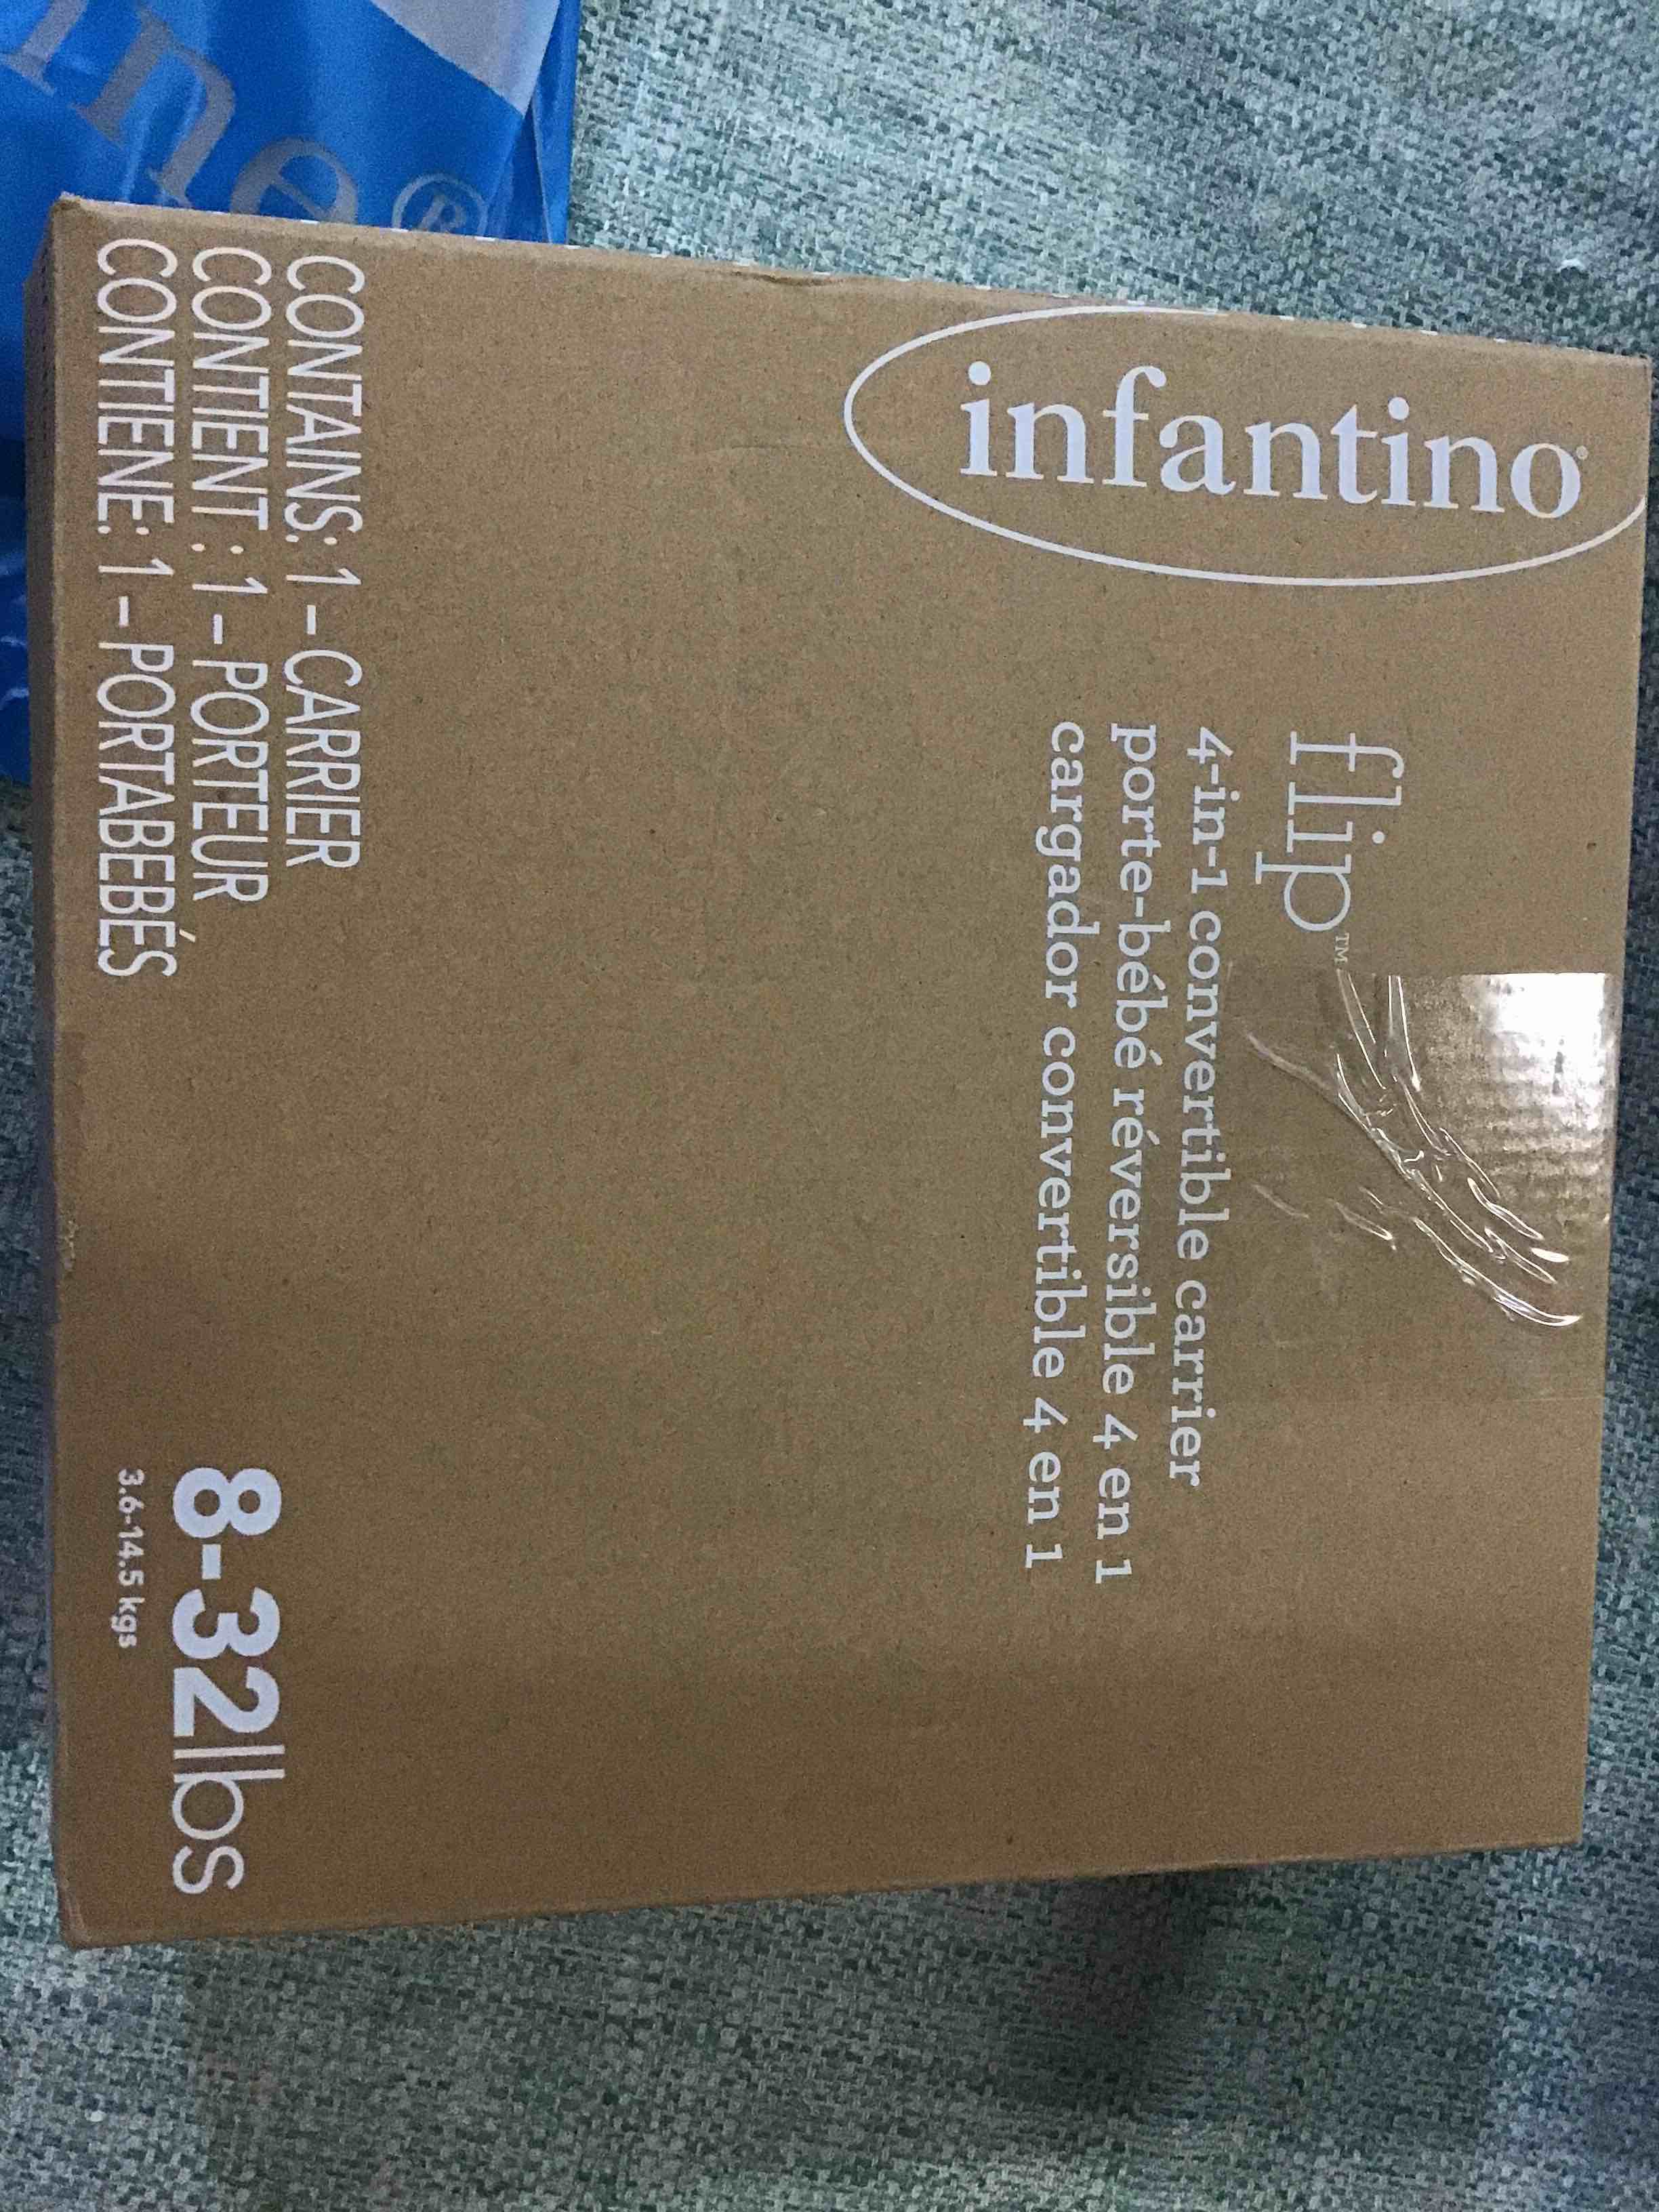 infantino
flip™
4-in-1 convertible carrier
porte-bébé réversible 4 en 1
cargador convertible 4 en 1
CONTAINS: 1 – CARRIER
CONTIENT : 1 – PORTEUR
CONTIENE: 1 – PORTABEBÉS
8-32lbs
3.6-14.5 kgs